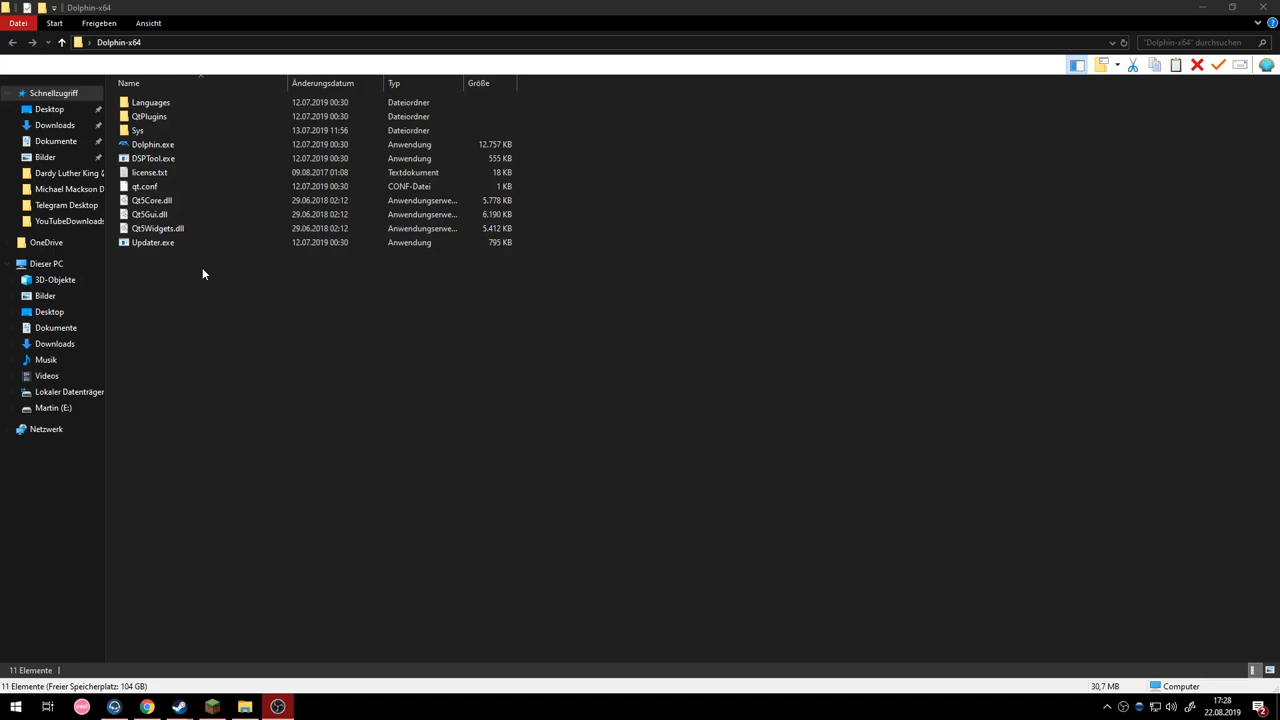 Dolphin-x64
Datei Start Freigeben Ansicht
Dolphin-x64 "Dolphin-x64" durchsuchen
Name Änderungsdatum Typ Größe
Schnellzugriff
Desktop
Downloads
Dokumente
Bilder
Dardy Luther King
Michael Mackson D
Telegram Desktop
YouTubeDownloads
OneDrive
Dieser PC
3D-Objekte
Bilder
Desktop
Dokumente
Downloads
Musik
Videos
Lokaler Datenträger
Martin (E:)
Netzwerk
Languages 12.07.2019 00:30 Dateiordner
QtPlugins 12.07.2019 00:30 Dateiordner
Sys 13.07.2019 11:56 Dateiordner
Dolphin.exe 12.07.2019 00:30 Anwendung 12.757 KB
DSPTool.exe 12.07.2019 00:30 Anwendung 555 KB
license.txt 09.08.2017 01:08 Textdokument 18 KB
qt.conf 12.07.2019 00:30 CONF-Datei 1 KB
Qt5Core.dll 29.06.2018 02:12 Anwendungserwe... 5.778 KB
Qt5Gui.dll 29.06.2018 02:12 Anwendungserwe... 6.190 KB
Qt5Widgets.dll 29.06.2018 02:12 Anwendungserwe... 5.412 KB
Updater.exe 12.07.2019 00:30 Anwendung 795 KB
11 Elemente
11 Elemente (Freier Speicherplatz: 104 GB) 30,7 MB Computer
17:28
22.08.2019
2